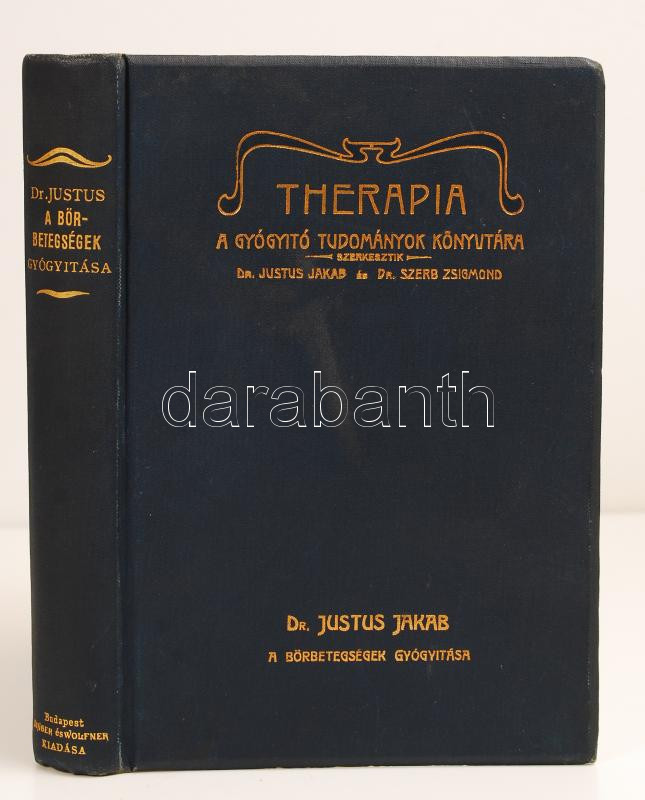 Dr. JUSTUS
A BŐR-
BETEGSÉGEK
GYÓGYITÁSA
Budapest
SINGER és WOLFNER
KIADÁSA
THERAPIA
A GYÓGYITÓ TUDOMÁNYOK KÖNYVTÁRA
SZERKESZTIK
DR. JUSTUS JAKAB és DR. SZERB ZSIGMOND
darabanth
DR. JUSTUS JAKAB
A BŐRBETEGSÉGEK GYÓGYITÁSA